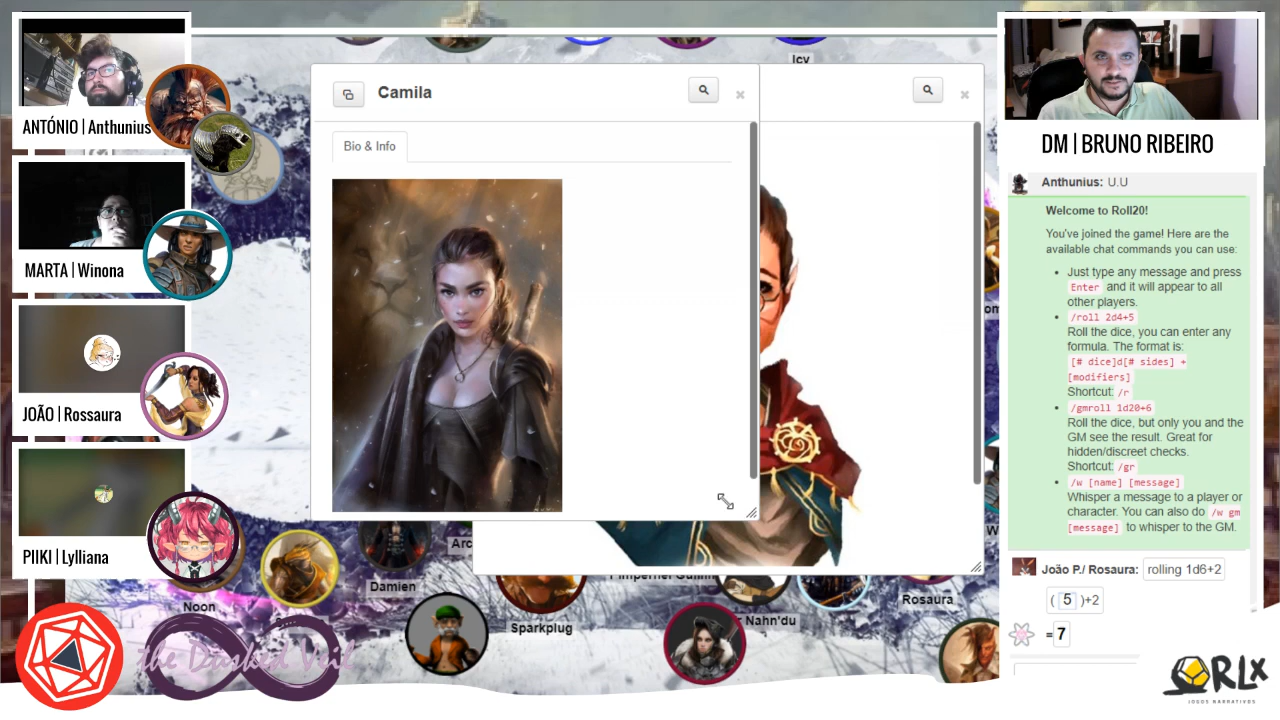 ANTÓNIO | Anthunius
MARTA | Winona
JOÃO | Rossaura
PIIKI | Lylliana
Icy
Camila
Bio & Info
Noon
Damien
Arc
Sparkplug
r Nahn'du
Rosaura
the Dashed Veil
DM | BRUNO RIBEIRO
Anthunius: U.U
Welcome to Roll20!
You've joined the game! Here are the
available chat commands you can use:
• Just type any message and press
Enter and it will appear to all
other players.
• /roll 2d4+5
Roll the dice, you can enter any
formula. The format is:
[# dice]d[# sides] +
[modifiers]
Shortcut: /r
• /gmroll 1d20+6
Roll the dice, but only you and the
GM see the result. Great for
hidden/discreet checks.
Shortcut: /gr
• /w [name] [message]
Whisper a message to a player or
character. You can also do /w gm
[message] to whisper to the GM.
João P./ Rosaura: rolling 1d6+2
( 5 )+2
=7
RLx
JOGOS NARRATIVOS